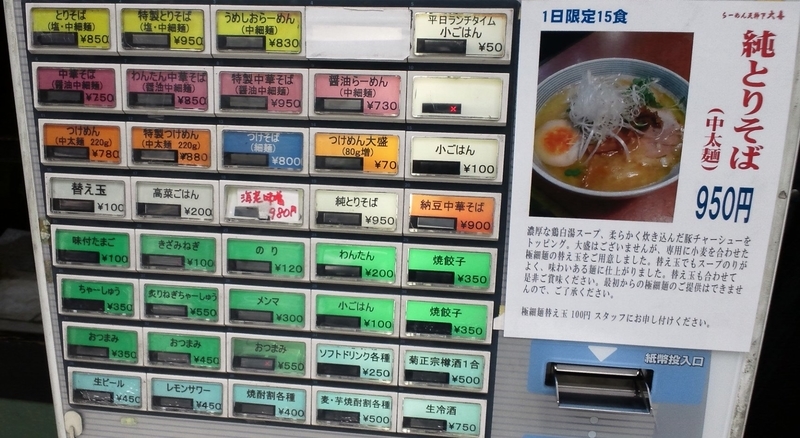 とりそば
(塩・中細麺)
¥850
特製とりそば
(塩・中細麺)
¥950
うめしおらーめん
(中細麺)
¥830
平日ランチタイム
小ごはん
¥50
中華そば
(醤油中細麺)
¥750
わんたん中華そば
(醤油中細麺)
¥850
特製中華そば
(醤油中細麺)
¥950
醤油らーめん
(中細麺)
¥730
つけめん
(中太麺 220g)
¥780
特製つけめん
(中太麺 220g)
¥880
つけそば
(細麺)
¥800
つけめん大盛
(80g増)
¥70
小ごはん
¥100
替え玉
¥100
高菜ごはん
¥200
980円
純とりそば
¥950
納豆中華そば
¥900
味付たまご
¥100
きざみねぎ
¥100
のり
¥120
わんたん
¥200
焼餃子
¥350
ちゃーしゅう
¥350
炙りねぎちゃーしゅう
¥550
メンマ
¥300
小ごはん
¥100
焼餃子
¥350
おつまみ
¥350
おつまみ
¥450
おつまみ
¥550
ソフトドリンク各種
¥250
菊正宗樽酒1合
¥500
生ビール
¥450
レモンサワー
¥450
焼酎割各種
¥400
麦・芋焼酎割各種
¥500
生冷酒
¥750
1日限定15食
らーめん天神下大喜
純とりそば
(中太麺)
950円
濃厚な鶏白湯スープ、柔らかく炊き込んだ豚チャーシューを
トッピング。大盛はございませんが、専用に小麦を合わせた
極細麺の替え玉をご用意しました。替え玉でもスープのりが
よく、味わいある麺に仕上がりました。替え玉も合わせて
是非ご賞味ください。最初からの極細麺のご提供はできませ
んので、ご了承ください。
極細麺替え玉 100円 スタッフにお申し付けください。
紙幣投入口